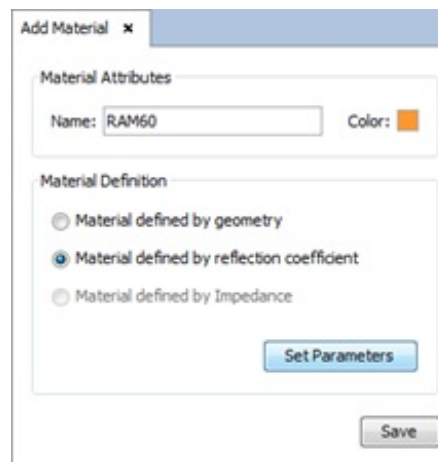 Add Material
Material Attributes
Name: RAM60 Color:
Material Definition
Material defined by geometry
Material defined by reflection coefficient
Material defined by Impedance
Set Parameters
Save